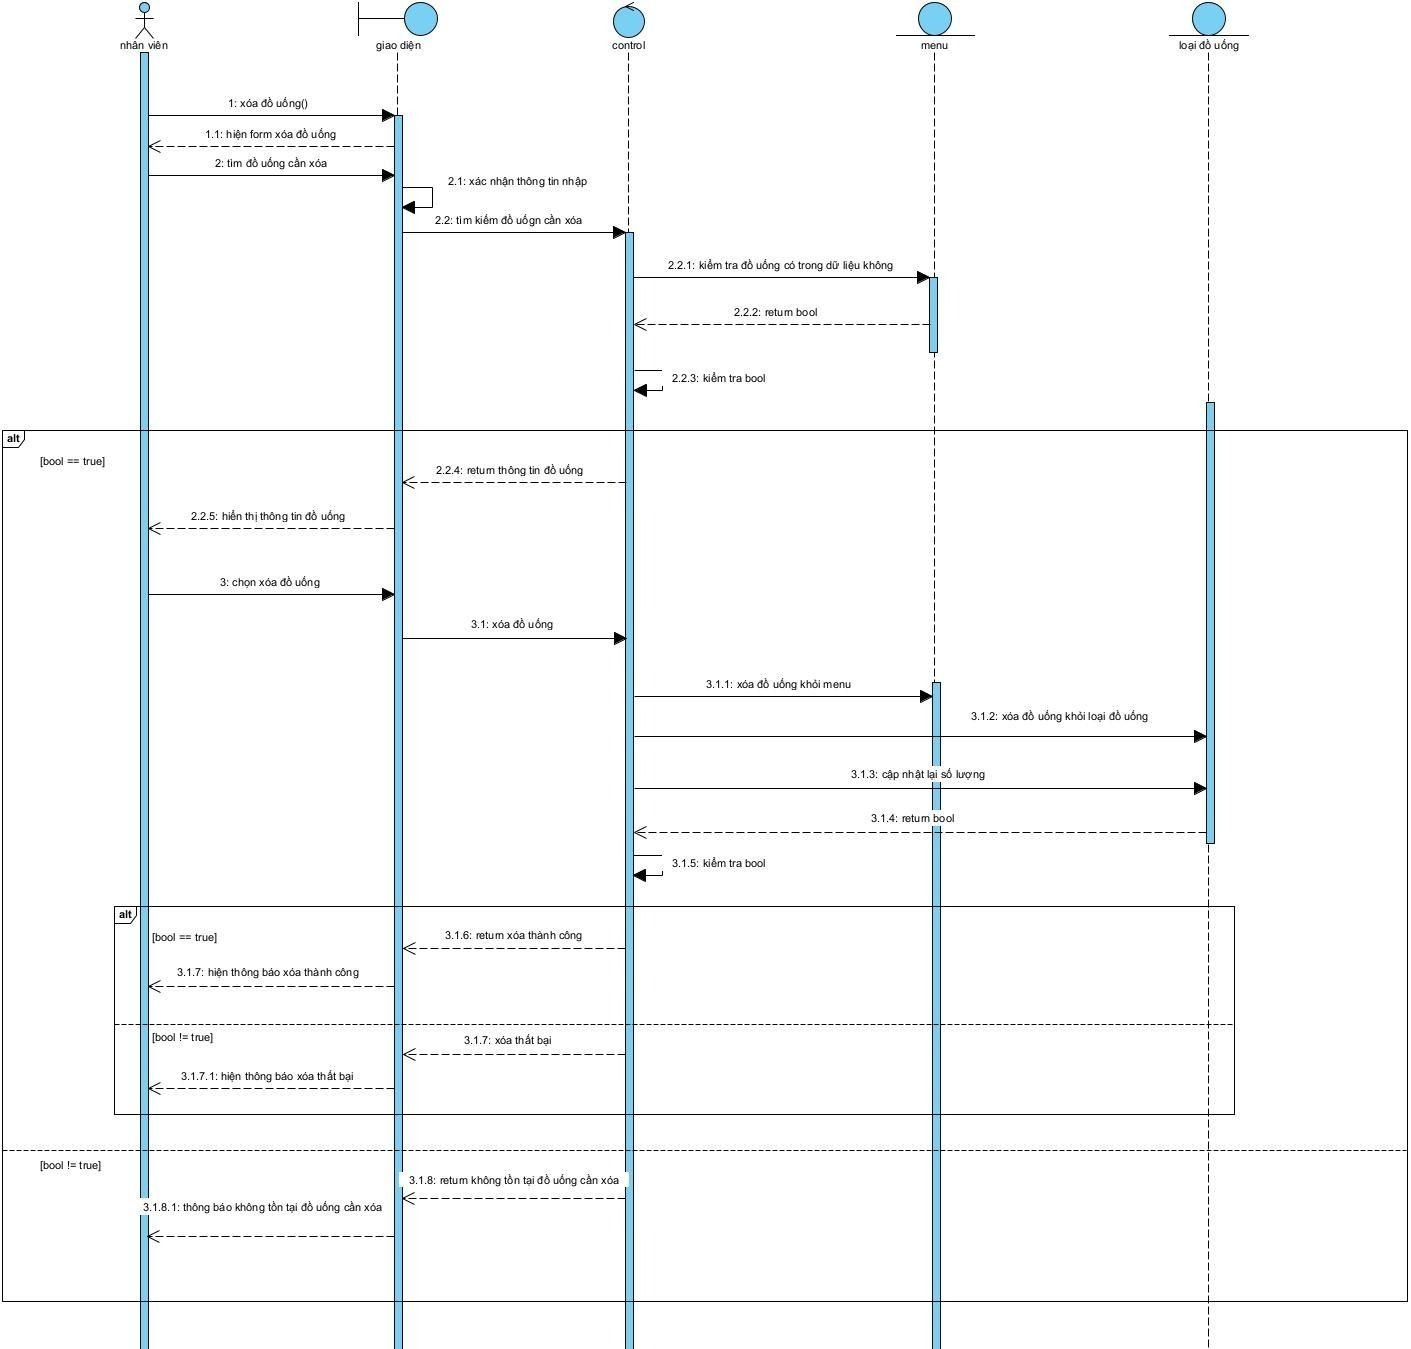 nhân viên
giao diện
control
menu
loại đồ uống
1: xóa đồ uống()
1.1: hiện form xóa đồ uống
2: tìm đồ uống cần xóa
2.1: xác nhận thông tin nhập
2.2: tìm kiếm đồ uốgn cần xóa
2.2.1: kiểm tra đồ uống có trong dữ liệu không
2.2.2: return bool
2.2.3: kiểm tra bool
alt
[bool == true]
2.2.4: return thông tin đồ uống
2.2.5: hiển thị thông tin đồ uống
3: chọn xóa đồ uống
3.1: xóa đồ uống
3.1.1: xóa đồ uống khỏi menu
3.1.2: xóa đồ uống khỏi loại đồ uống
3.1.3: cập nhật lại số lượng
3.1.4: return bool
3.1.5: kiểm tra bool
alt
[bool == true]
3.1.6: return xóa thành công
3.1.7: hiện thông báo xóa thành công
[bool != true]
3.1.7: xóa thất bại
3.1.7.1: hiện thông báo xóa thất bại
[bool != true]
3.1.8: return không tồn tại đồ uống cần xóa
3.1.8.1: thông báo không tồn tại đồ uống cần xóa